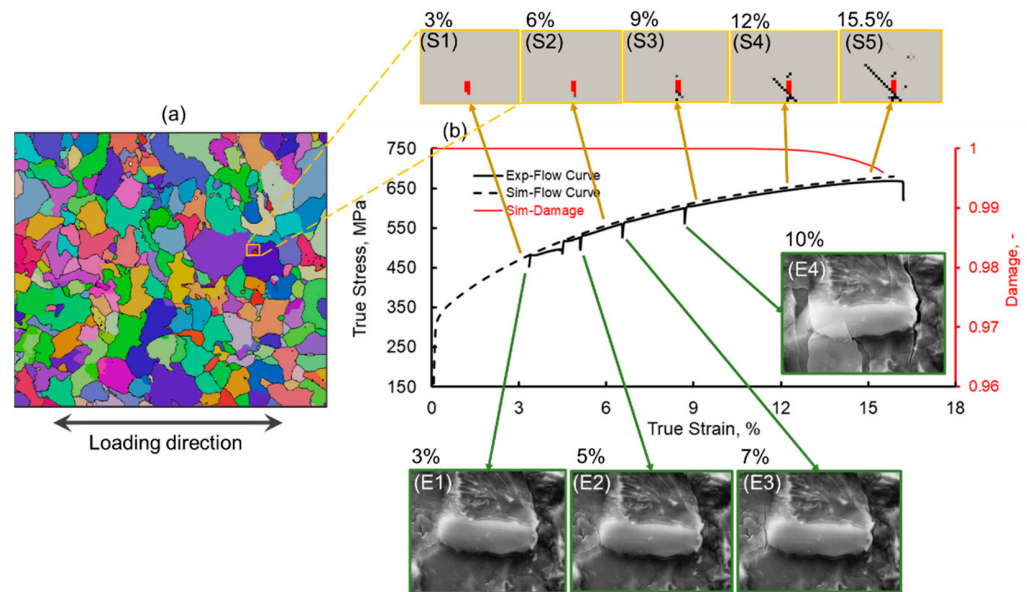 3%
6%
9%
12%
15.5%
(S1)
(S2)
(S3)
(S4)
(S5)
(a)
(b)
750
650
550
450
350
250
150
True Stress, MPa
Exp-Flow Curve
Sim-Flow Curve
Sim-Damage
1
0.99
0.98
0.97
0.96
Damage, -
10%
(E4)
0
3
6
9
12
15
18
True Strain, %
Loading direction
3%
5%
7%
(E1)
(E2)
(E3)